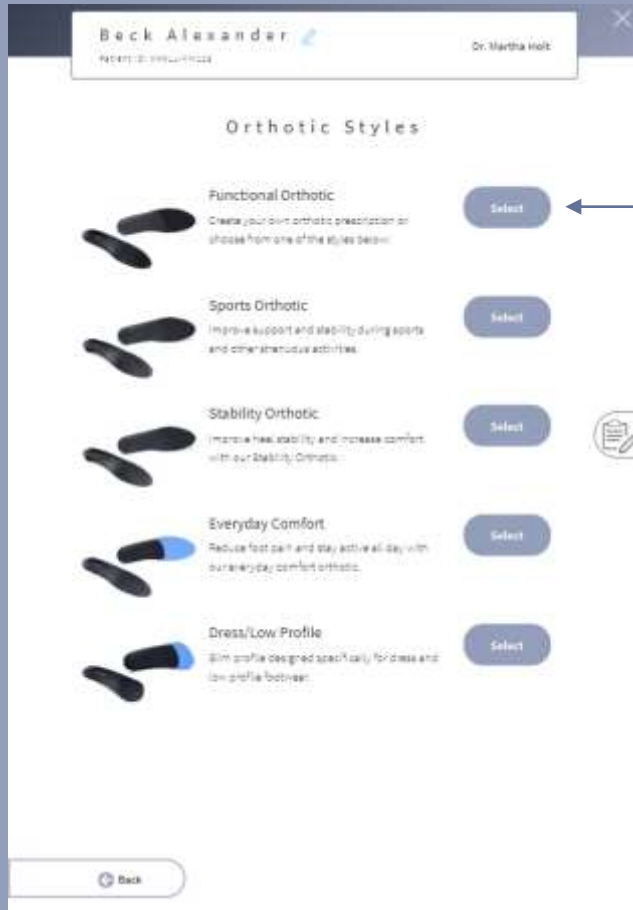 Beck Alexander
Dr. Martha Holt
Patient ID:
Orthotic Styles
Functional Orthotic
Create your own orthotic prescription or
choose from one of the styles below.
Select
Sports Orthotic
Improve support and stability during sports
and other strenuous activities.
Select
Stability Orthotic
Improve heel stability and increase comfort
with our Stability Orthotic.
Select
Everyday Comfort
Reduce foot pain and stay active all day with
our everyday comfort orthotic.
Select
Dress/Low Profile
Slim profile designed specifically for dress and
low profile footwear.
Select
Back